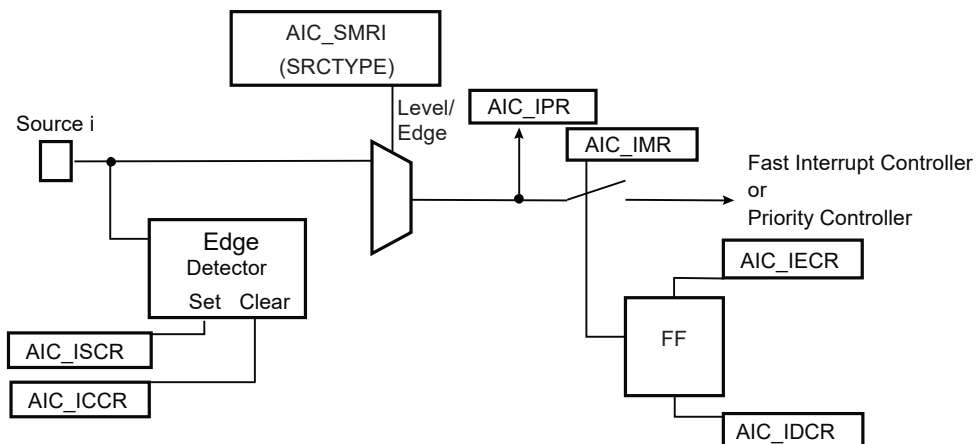 AIC_SMRI
(SRCTYPE)
Level/
Edge
Source i
AIC_IPR
AIC_IMR
Fast Interrupt Controller
or
Priority Controller
Edge
Detector
Set Clear
AIC_IECR
FF
AIC_ISCR
AIC_ICCR
AIC_IDCR